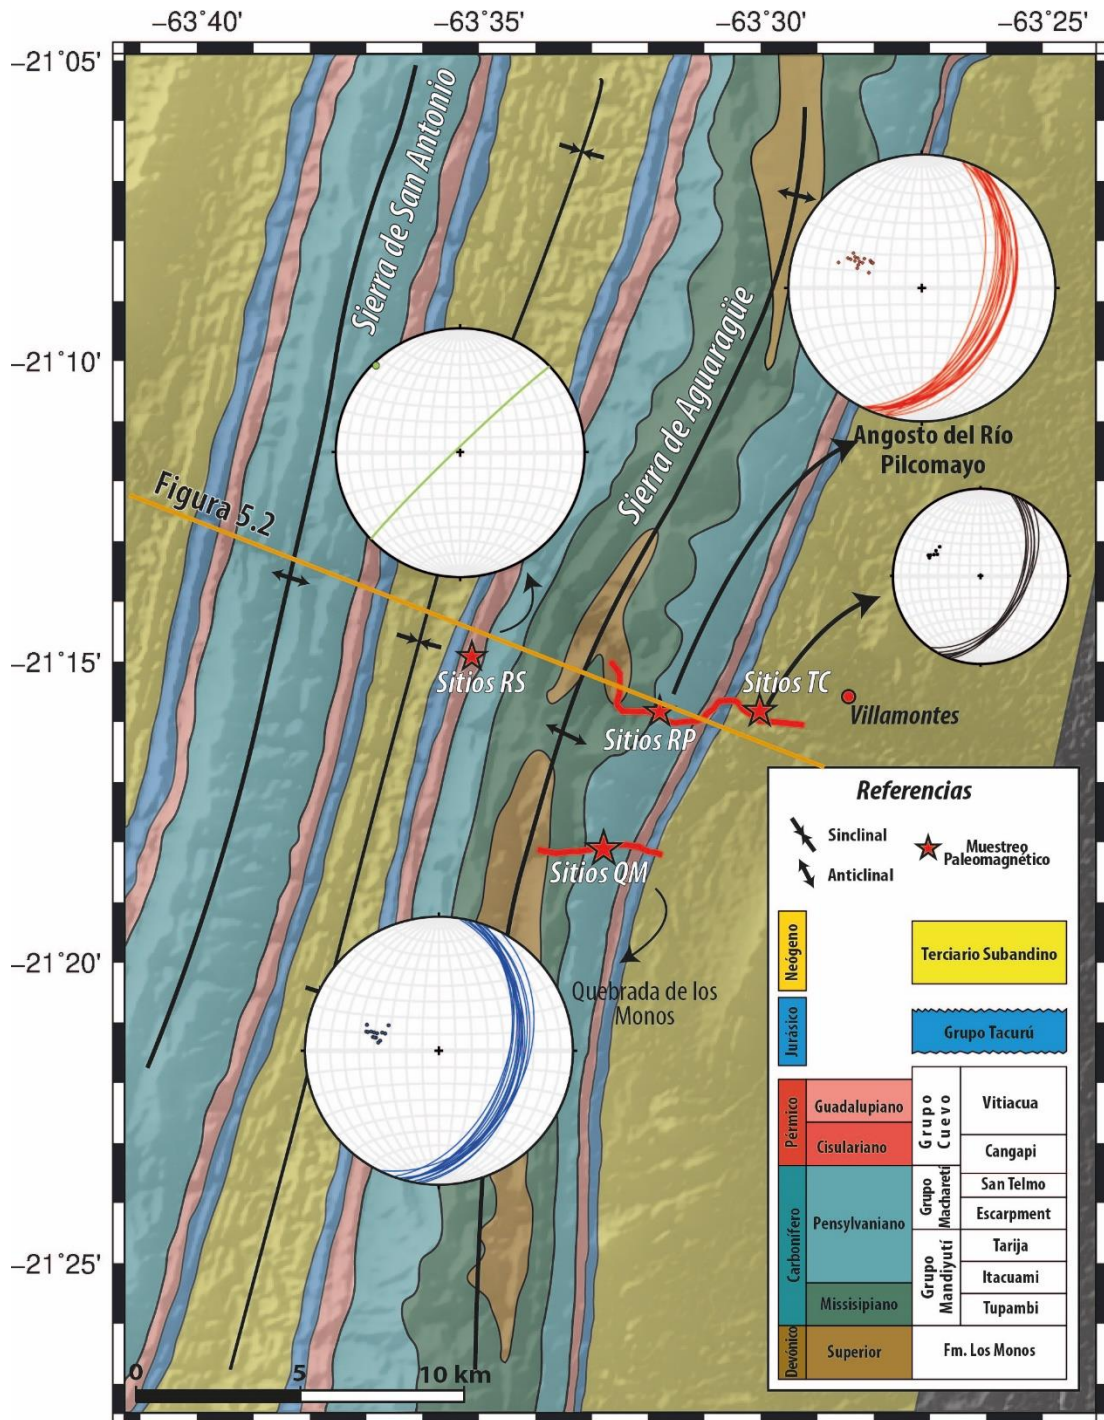 −63˚40'
−63˚35'
−63˚30'
−63˚25'
−21˚05'
−21˚10'
−21˚15'
−21˚20'
−21˚25'
Sierra de San Antonio
Sierra de Aguaragüe
Angosto del Río
Pilcomayo
Figura 5.2
Sitios RS
Sitios TC
Villamontes
Sitios RP
Sitios QM
Quebrada de los
Monos
Referencias
Sinclinal
Anticlinal
Muestreo
Paleomagnético
Neógeno
Terciario Subandino
Jurásico
Grupo Tacurú
Pérmico
Guadalupiano
Cisulariano
Grupo
Cuevo
Vitiacua
Cangapi
Carbonífero
Pensylvaniano
Missisipiano
Grupo
Macharetí
San Telmo
Escarpment
Grupo
Mandiyutí
Tarija
Itacuami
Tupambi
Devónico
Superior
Fm. Los Monos
0
5
10 km